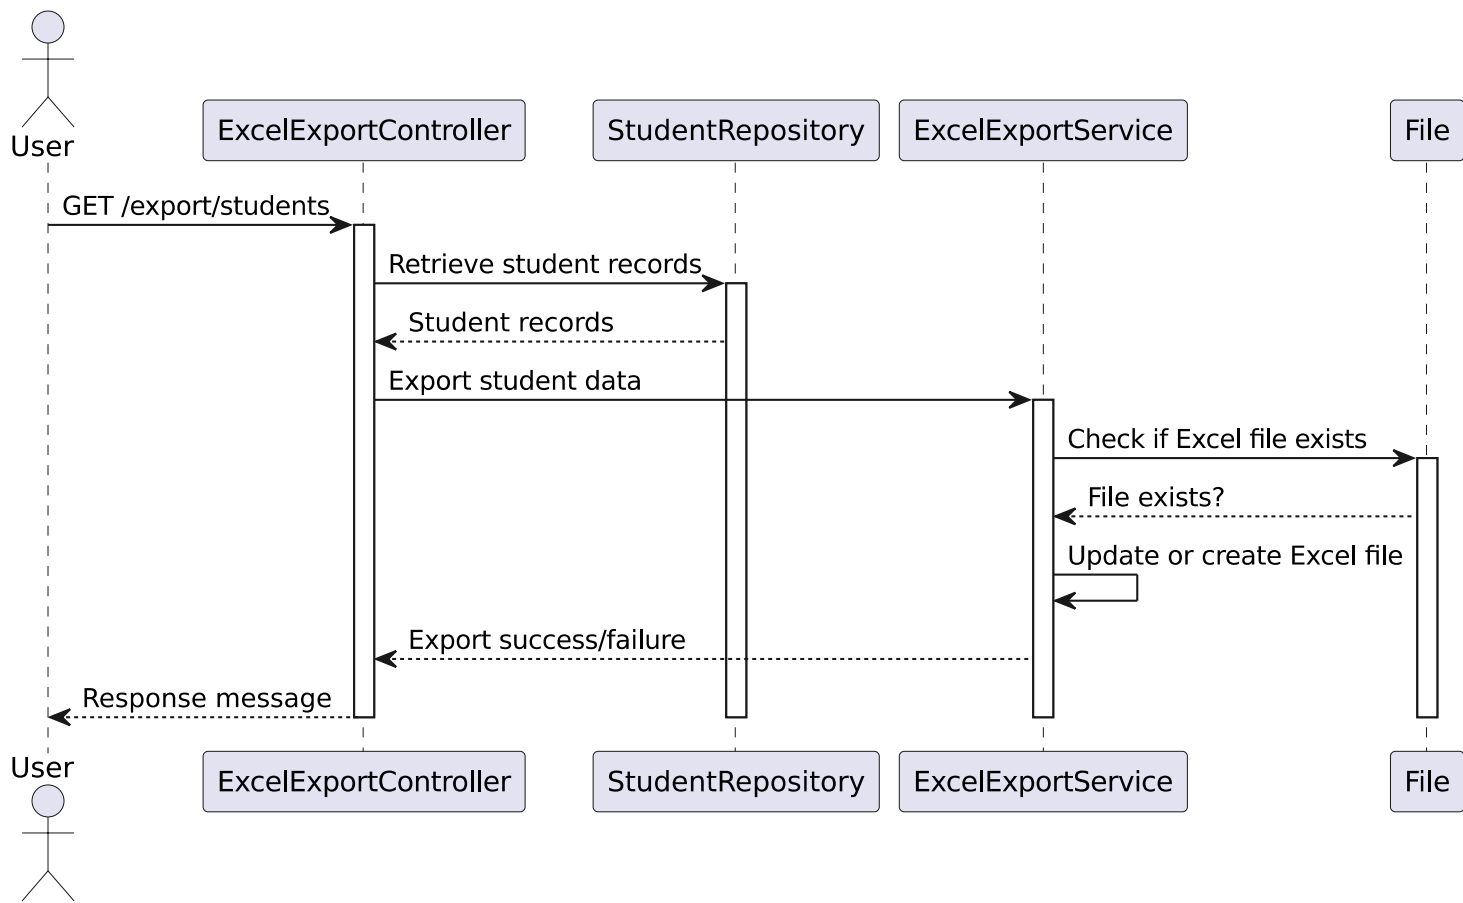 User
ExcelExportController
StudentRepository
ExcelExportService
File
GET /export/students
Retrieve student records
Student records
Export student data
Check if Excel file exists
File exists?
Update or create Excel file
Export success/failure
Response message
User
ExcelExportController
StudentRepository
ExcelExportService
File